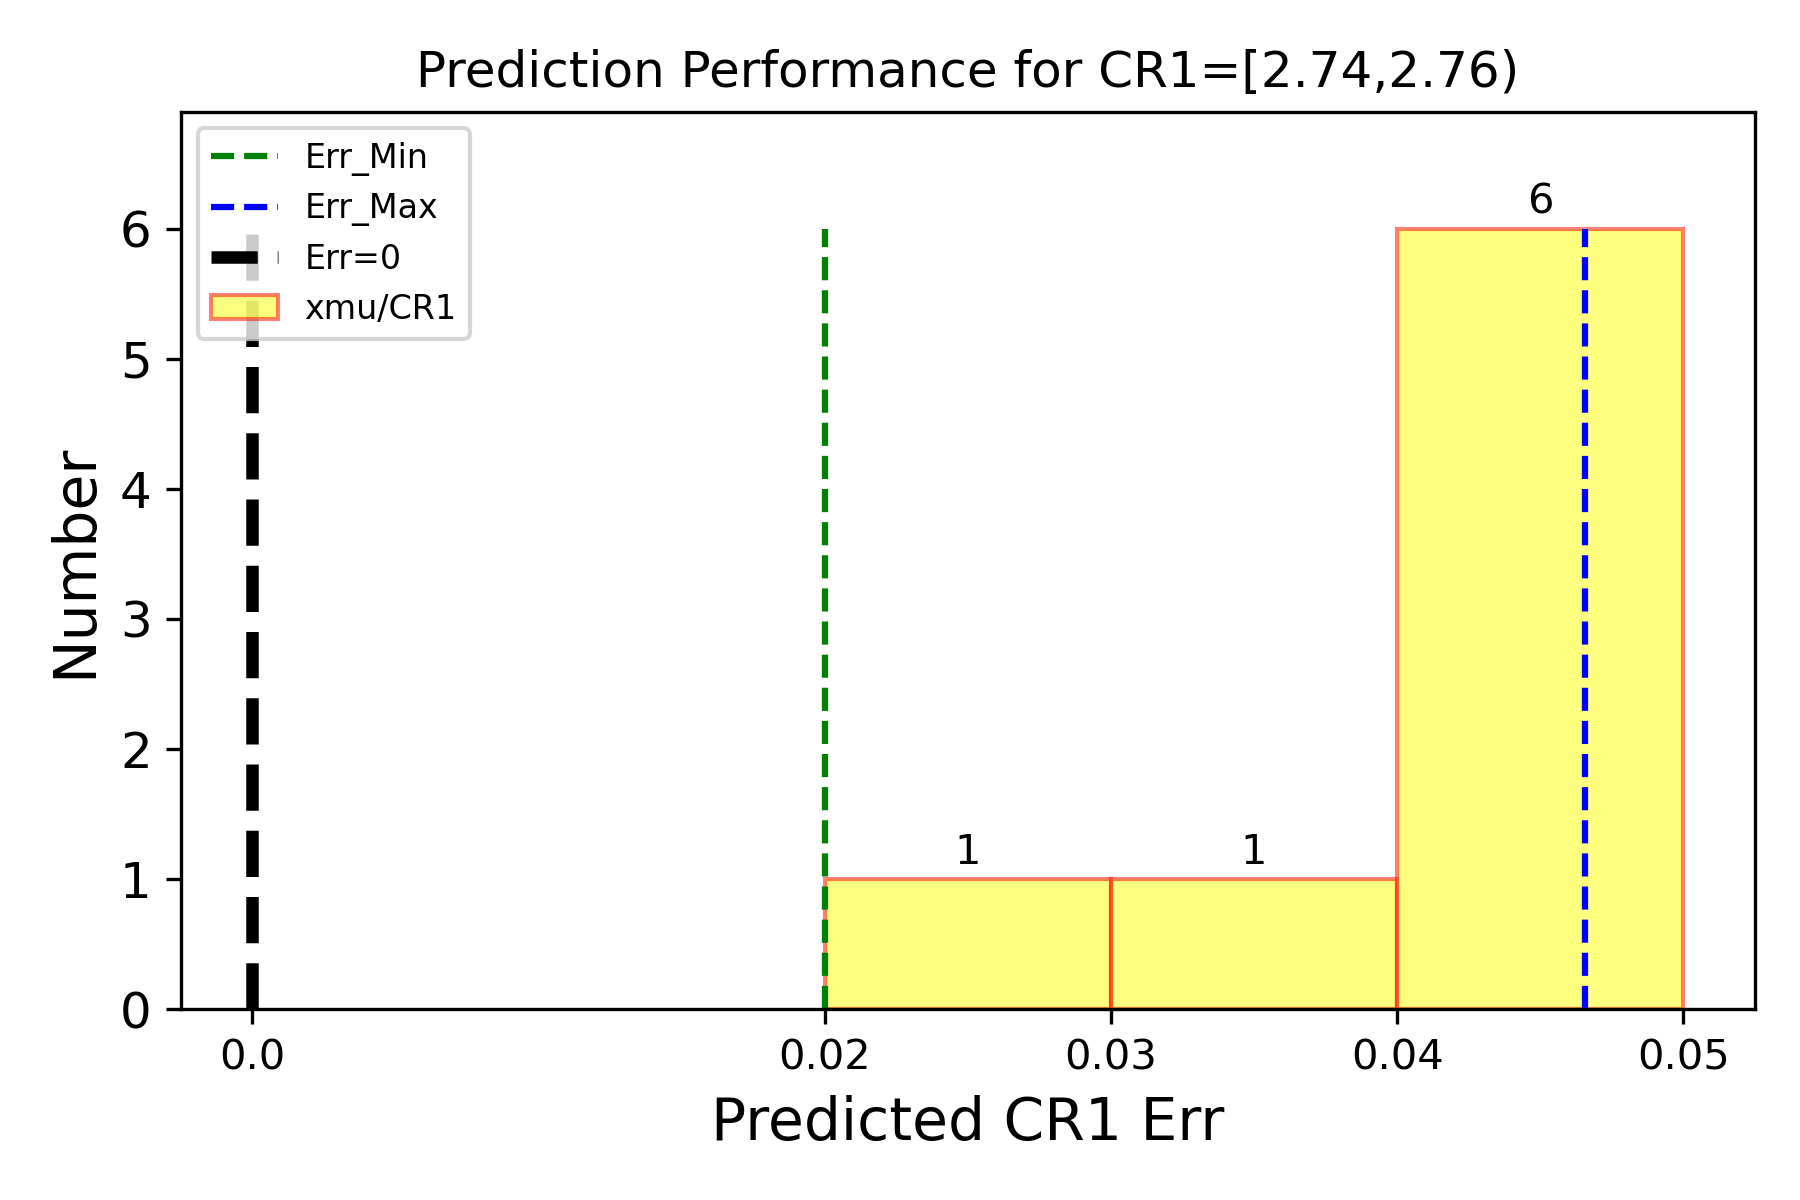 Prediction Performance for CR1=[2.74,2.76)
Err_Min
Err_Max
Err=0
xmu/CR1
6
1
1
Number
6
5
4
3
2
1
0
0.0
0.02
0.03
0.04
0.05
Predicted CR1 Err